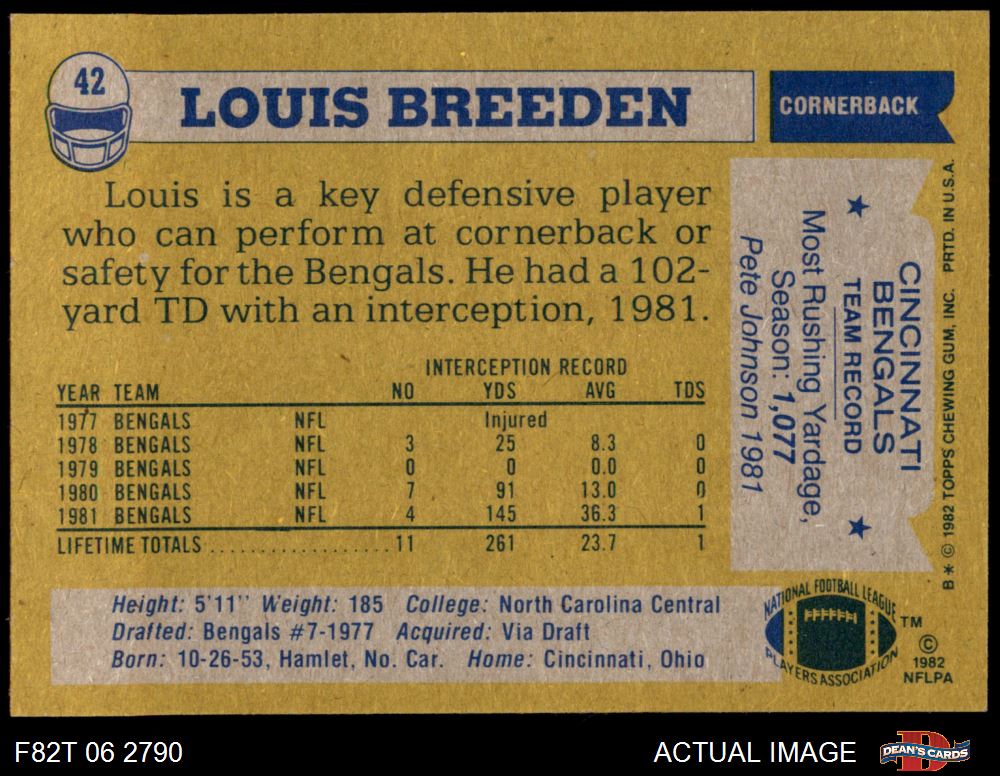 42
LOUIS BREEDEN
CORNERBACK
Louis is a key defensive player
who can perform at cornerback or
safety for the Bengals. He had a 102-
yard TD with an interception, 1981.
INTERCEPTION RECORD
YEAR TEAM NO YDS AVG TDS
1977 BENGALS NFL Injured
1978 BENGALS NFL 3 25 8.3 0
1979 BENGALS NFL 0 0 0.0 0
1980 BENGALS NFL 7 91 13.0 0
1981 BENGALS NFL 4 145 36.3 1
LIFETIME TOTALS ................ 11 261 23.7 1
CINCINNATI
BENGALS
TEAM RECORD
Most Rushing Yardage,
Season: 1,077
Pete Johnson 1981
B * © 1982 TOPPS CHEWING GUM, INC. PRTD. IN U.S.A.
Height: 5'11" Weight: 185 College: North Carolina Central
Drafted: Bengals #7-1977 Acquired: Via Draft
Born: 10-26-53, Hamlet, No. Car. Home: Cincinnati, Ohio
NATIONAL FOOTBALL LEAGUE
PLAYERS ASSOCIATION
TM
©
1982
NFLPA
F82T 06 2790
ACTUAL IMAGE
D
DEAN'S CARDS